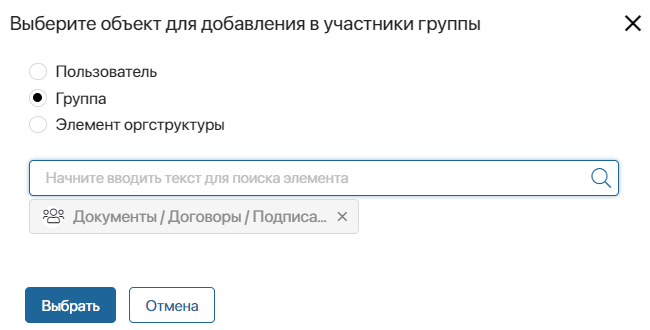 Выберите объект для добавления в участники группы
Пользователь
Группа
Элемент оргструктуры
Начните вводить текст для поиска элемента
Документы / Договоры / Подписа...
Выбрать
Отмена